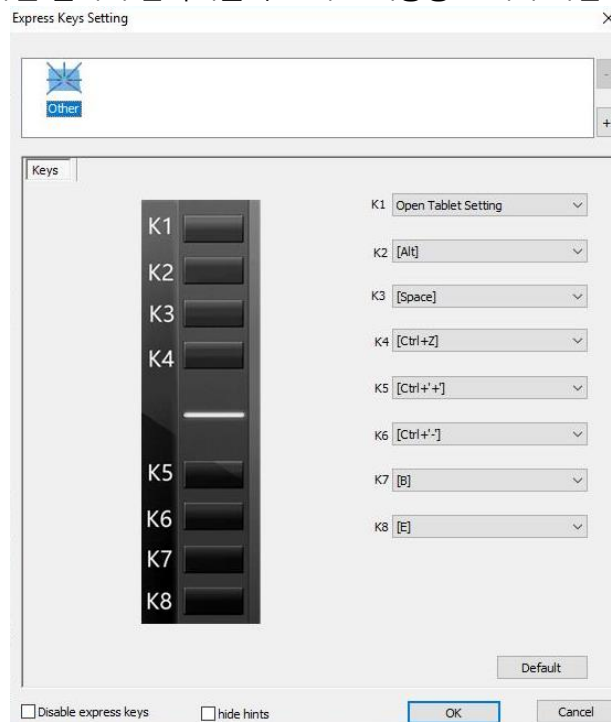 Express Keys Setting
Other
-
+
Keys
K1
K2
K3
K4
K5
K6
K7
K8
K1 Open Tablet Setting
K2 [Alt]
K3 [Space]
K4 [Ctrl+Z]
K5 [Ctrl+'+']
K6 [Ctrl+'-']
K7 [B]
K8 [E]
Default
Disable express keys
hide hints
OK
Cancel